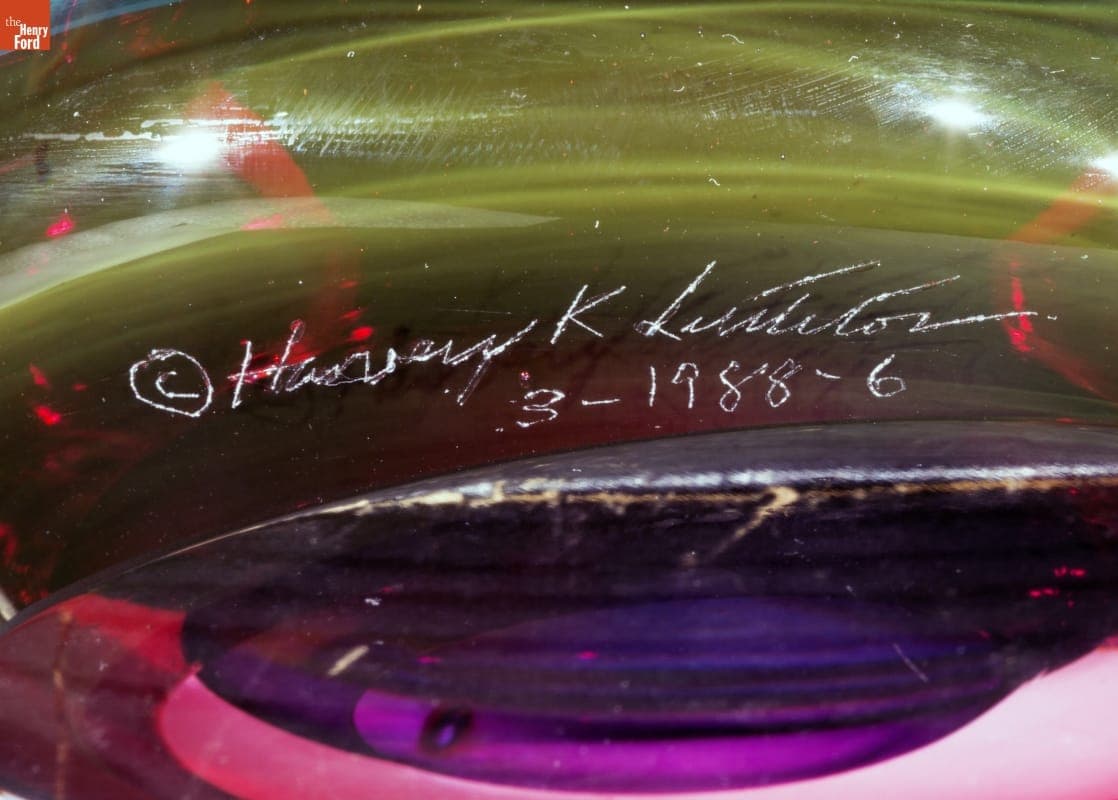 the
Henry
Ford
© Harvey K Littleton
3-1988-6